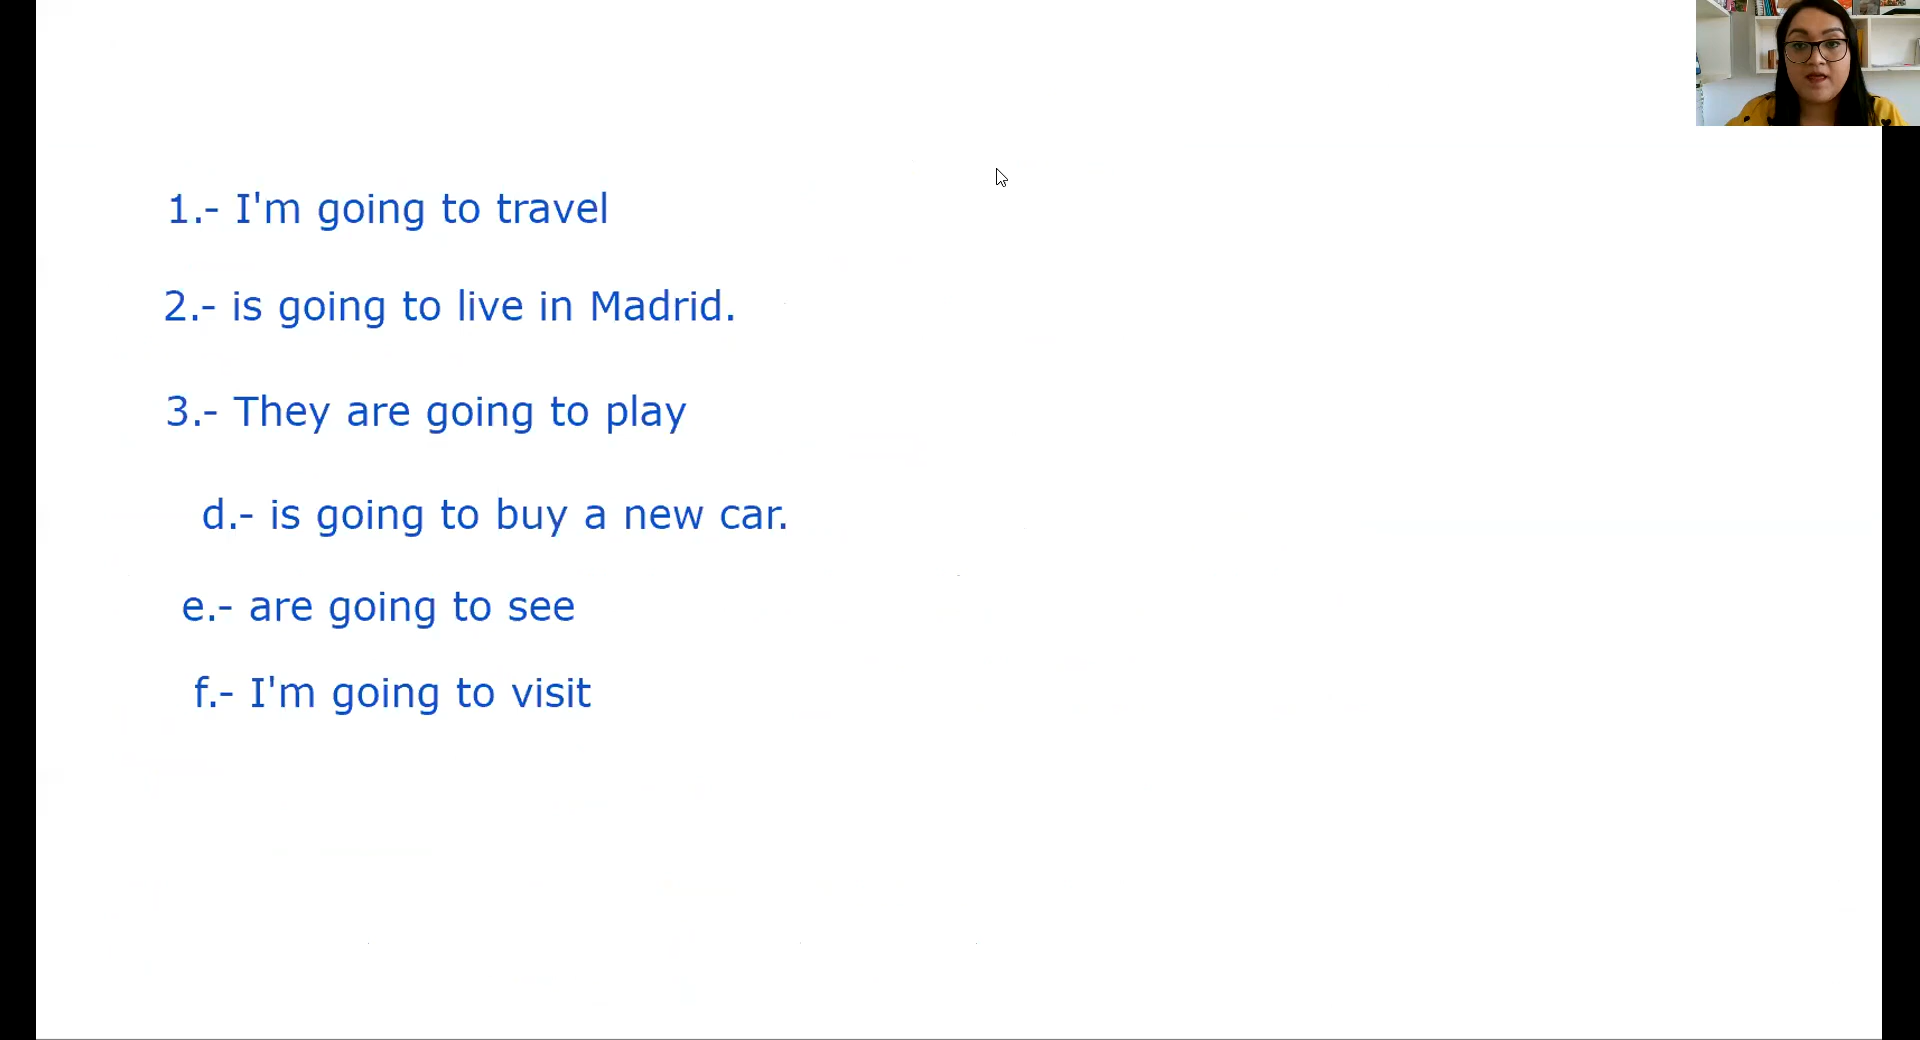 1.- I'm going to travel
2.- is going to live in Madrid.
3.- They are going to play
d.- is going to buy a new car.
e.- are going to see
f.- I'm going to visit